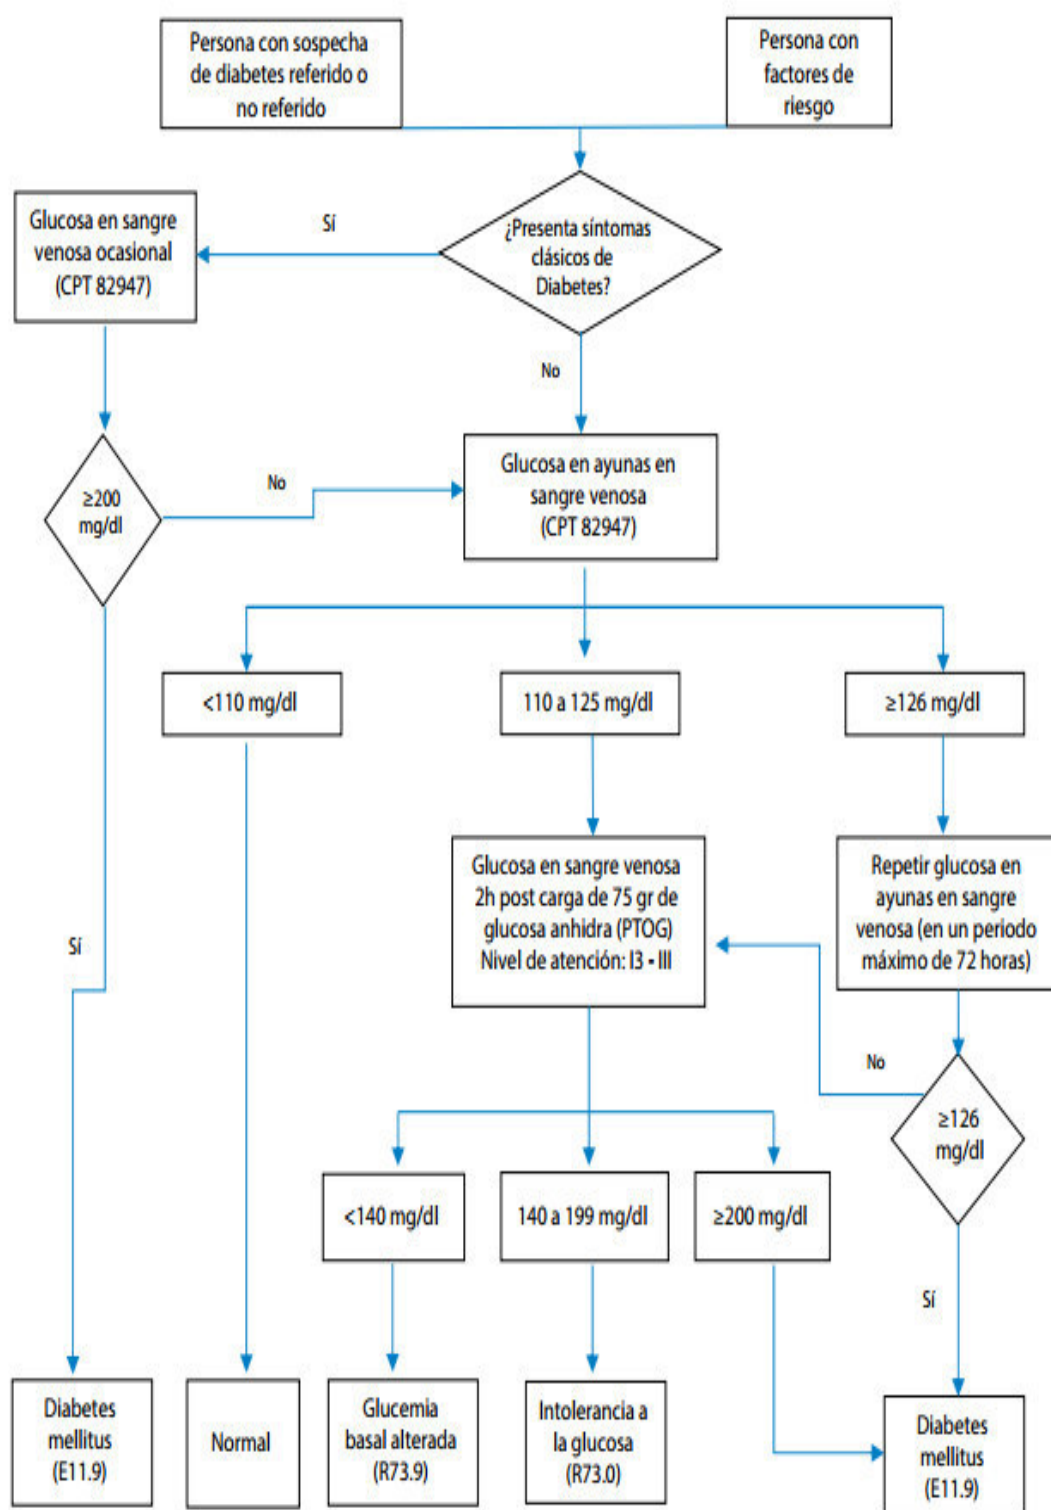 Persona con sospecha
de diabetes referido o
no referido
Persona con
factores de
riesgo
¿Presenta síntomas
clásicos de
Diabetes?
Sí
Glucosa en sangre
venosa ocasional
(CPT 82947)
No
≥200
mg/dl
No
Glucosa en ayunas en
sangre venosa
(CPT 82947)
<110 mg/dl
110 a 125 mg/dl
≥126 mg/dl
Glucosa en sangre venosa
2h post carga de 75 gr de
glucosa anhidra (PTOG)
Nivel de atención: I3 - III
Repetir glucosa en
ayunas en sangre
venosa (en un periodo
máximo de 72 horas)
Sí
No
≥126
mg/dl
<140 mg/dl
140 a 199 mg/dl
≥200 mg/dl
Sí
Diabetes
mellitus
(E11.9)
Normal
Glucemia
basal alterada
(R73.9)
Intolerancia a
la glucosa
(R73.0)
Diabetes
mellitus
(E11.9)